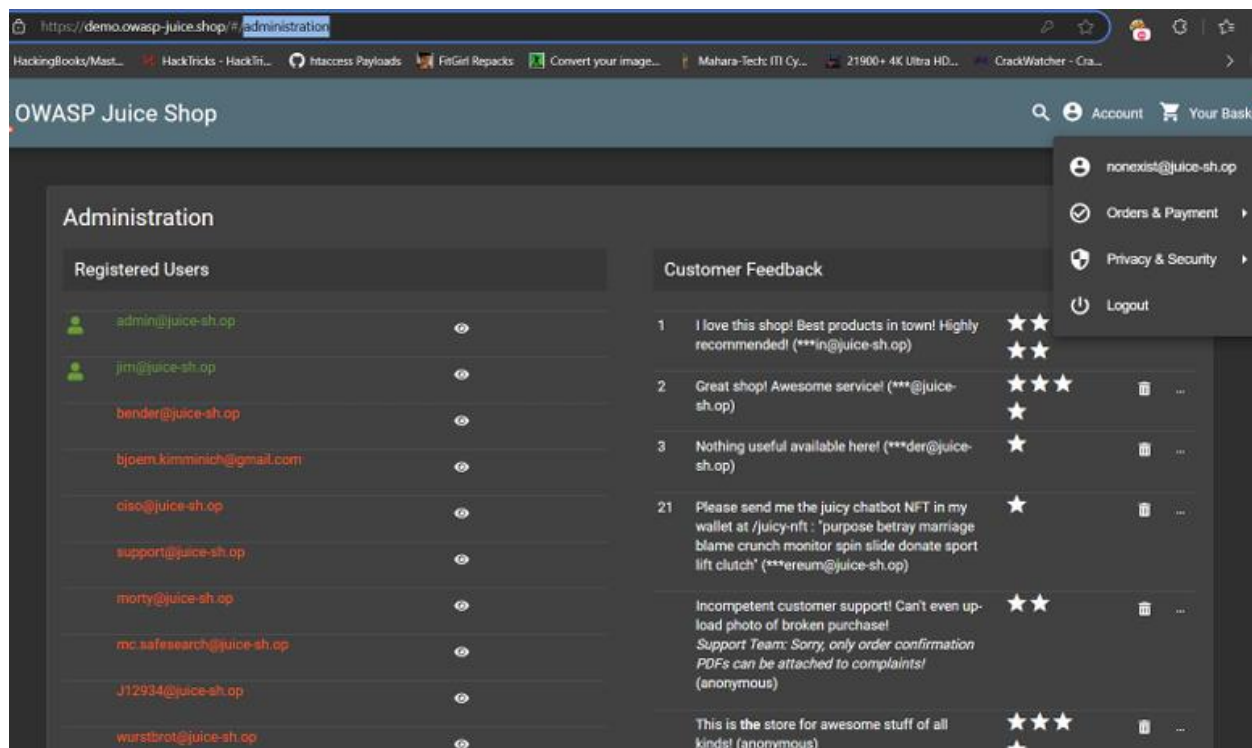 https://demo.owasp-juice.shop/#/administration
HackingBooks/Mast...
HackTricks - HackTri...
htaccess Payloads
FitGirl Repacks
Convert your image...
Mahara-Tech: ITI Cy...
21900+ 4K Ultra HD...
CrackWatcher - Cra...
OWASP Juice Shop
Account
Your Bask
nonexist@juice-sh.op
Orders & Payment
Privacy & Security
Logout
Administration
Registered Users
admin@juice-sh.op
jim@juice-sh.op
bender@juice-sh.op
bjoern.kimminich@gmail.com
ciso@juice-sh.op
support@juice-sh.op
morty@juice-sh.op
mc.safesearch@juice-sh.op
J12934@juice-sh.op
wurstbrot@juice-sh.op
Customer Feedback
1 I love this shop! Best products in town! Highly
recommended! (***in@juice-sh.op)
2 Great shop! Awesome service! (***@juice-
sh.op)
...
3 Nothing useful available here! (***der@juice-
sh.op)
...
21 Please send me the juicy chatbot NFT in my
wallet at /juicy-nft : "purpose betray marriage
blame crunch monitor spin slide donate sport
lift clutch" (***ereum@juice-sh.op)
...
Incompetent customer support! Can't even up-
load photo of broken purchase!
Support Team: Sorry, only order confirmation
PDFs can be attached to complaints!
(anonymous)
...
This is the store for awesome stuff of all
kinds! (anonymous)
...